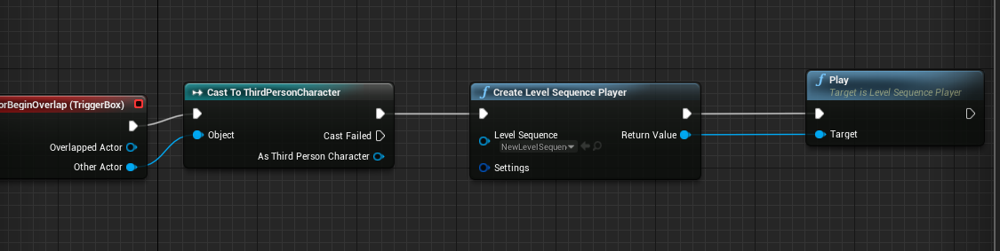 orBeginOverlap (TriggerBox)
Overlapped Actor
Other Actor
Cast To ThirdPersonCharacter
Object
Cast Failed
As Third Person Character
f Create Level Sequence Player
Level Sequence
NewLevelSequen
Return Value
Settings
f Play
Target is Level Sequence Player
Target